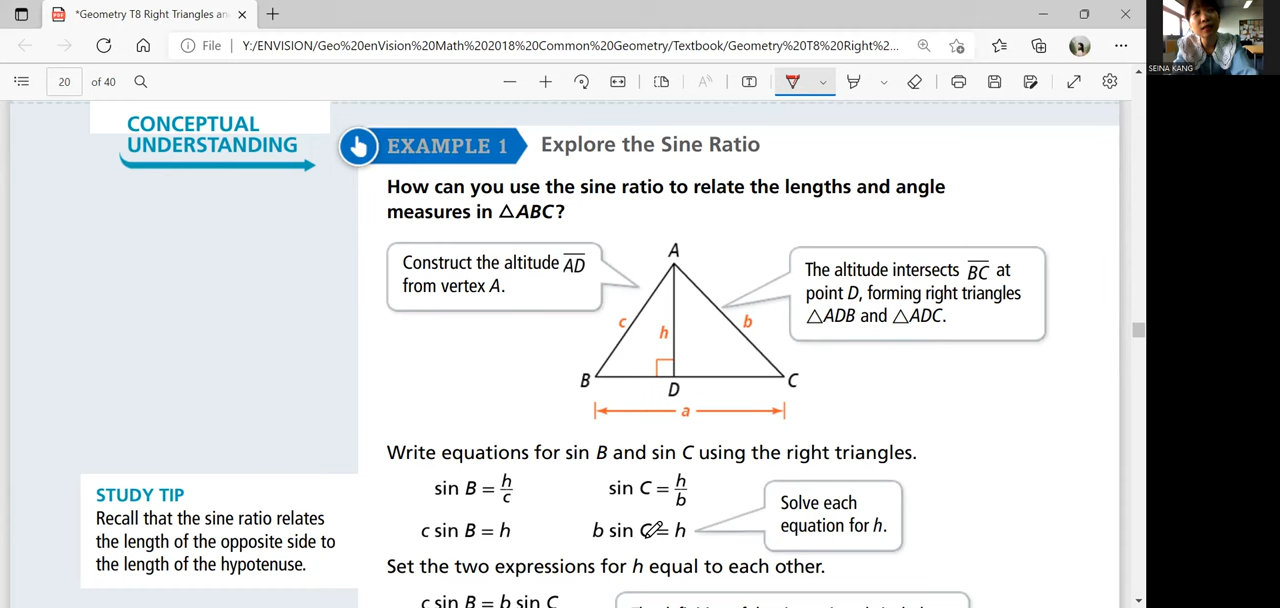 *Geometry T8 Right Triangles an
File
Y:/ENVISION/Geo%20enVision%20Math%202018%20Common%20Geometry/Textbook/Geometry%20T8%20Right%2...
SEINA KANG
20 of 40
CONCEPTUAL
UNDERSTANDING
EXAMPLE 1 Explore the Sine Ratio
How can you use the sine ratio to relate the lengths and angle
measures in △ABC?
Construct the altitude AD
from vertex A.
A
c
h
b
B
D
C
a
The altitude intersects BC at
point D, forming right triangles
△ADB and △ADC.
Write equations for sin B and sin C using the right triangles.
sin B = h/c
sin C = h/b
c sin B = h
b sin C = h
Solve each
equation for h.
STUDY TIP
Recall that the sine ratio relates
the length of the opposite side to
the length of the hypotenuse.
Set the two expressions for h equal to each other.
c sin B = b sin C